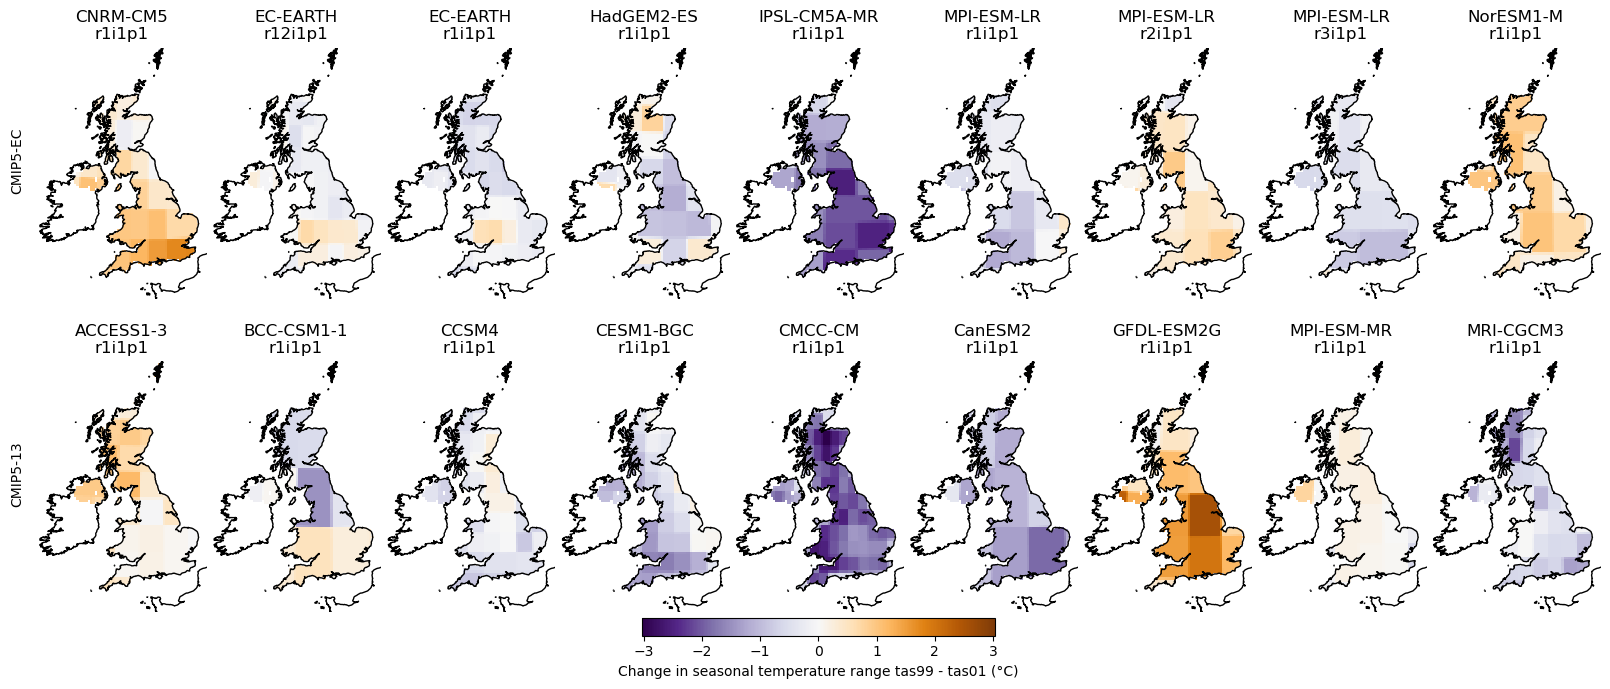 CNRM-CM5 EC-EARTH EC-EARTH HadGEM2-ES IPSL-CM5A-MR MPI-ESM-LR MPI-ESM-LR MPI-ESM-LR NorESM1-M
r1i1p1 r12i1p1 r1i1p1 r1i1p1 r1i1p1 r1i1p1 r2i1p1 r3i1p1 r1i1p1
CMIP5-EC
ACCESS1-3 BCC-CSM1-1 CCSM4 CESM1-BGC CMCC-CM CanESM2 GFDL-ESM2G MPI-ESM-MR MRI-CGCM3
r1i1p1 r1i1p1 r1i1p1 r1i1p1 r1i1p1 r1i1p1 r1i1p1 r1i1p1 r1i1p1
CMIP5-13
−3 −2 −1 0 1 2 3
Change in seasonal temperature range tas99 - tas01 (°C)